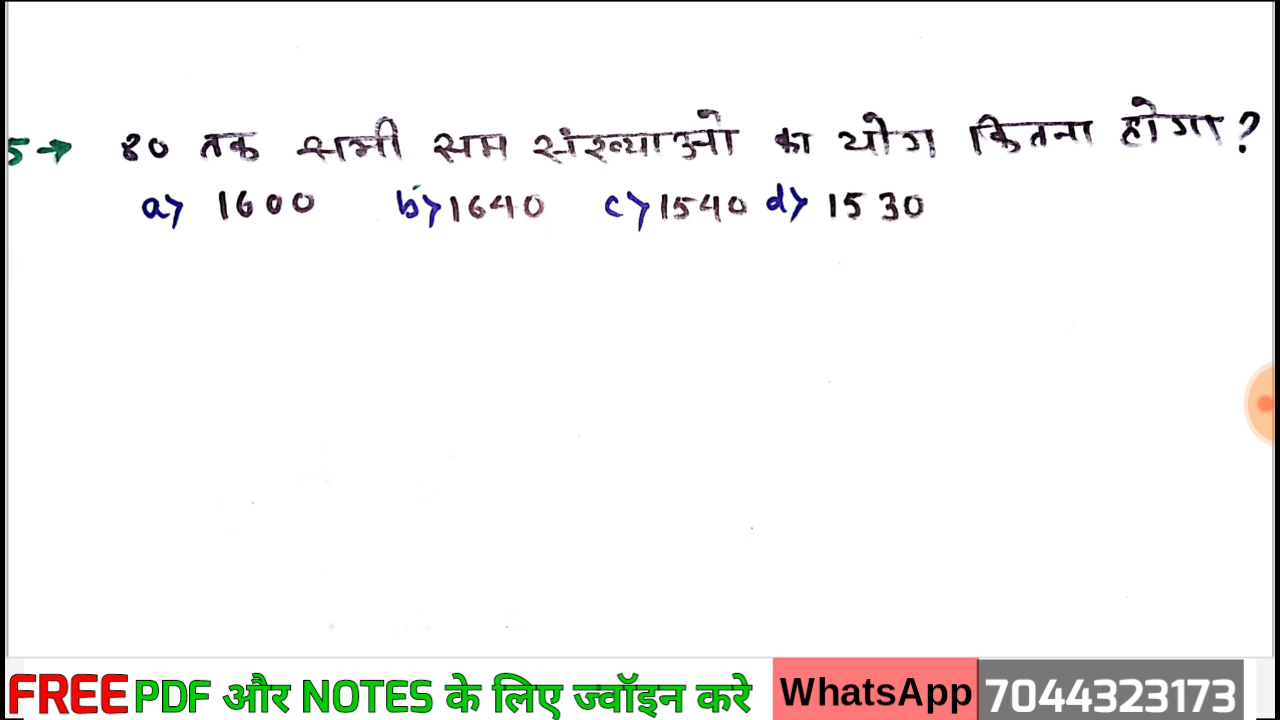 5→ 80 तक सभी सम संख्याओ का योग कितना होगा?
a> 1600 b> 1640 c> 1540 d> 1530
FREE PDF और NOTES के लिए ज्वॉइन करे WhatsApp 7044323173